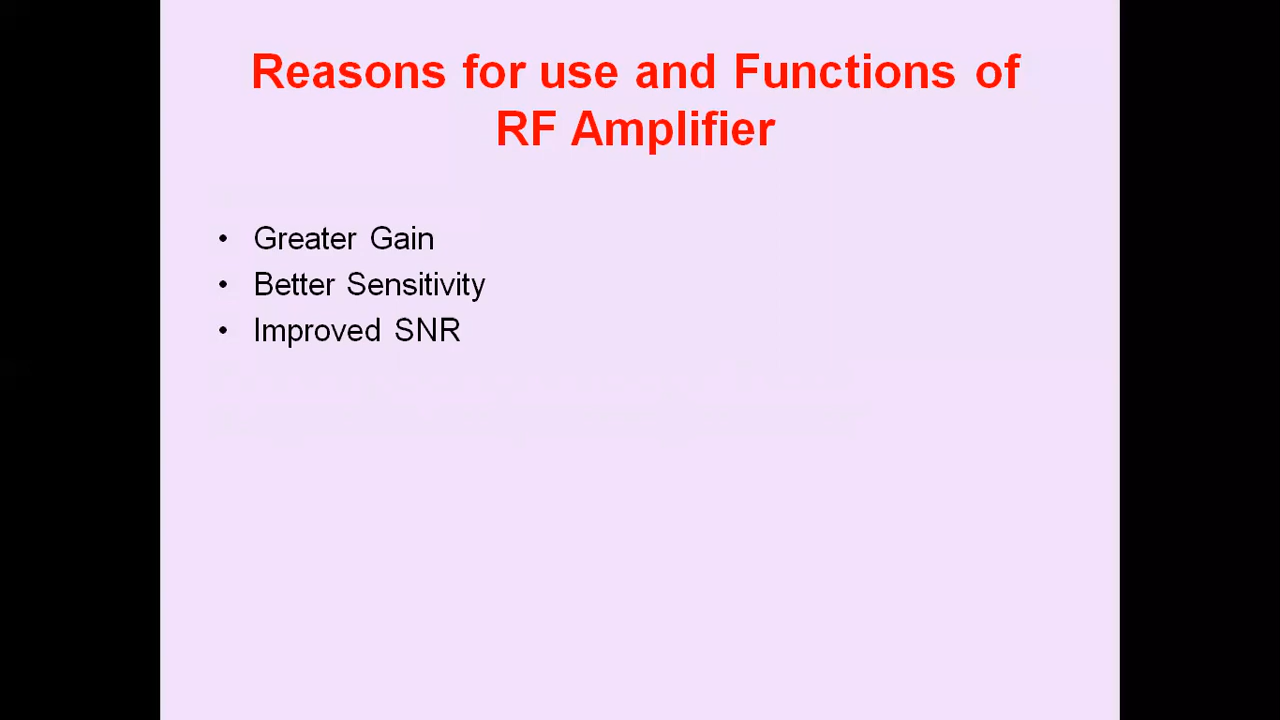 Reasons for use and Functions of
RF Amplifier
• Greater Gain
• Better Sensitivity
• Improved SNR